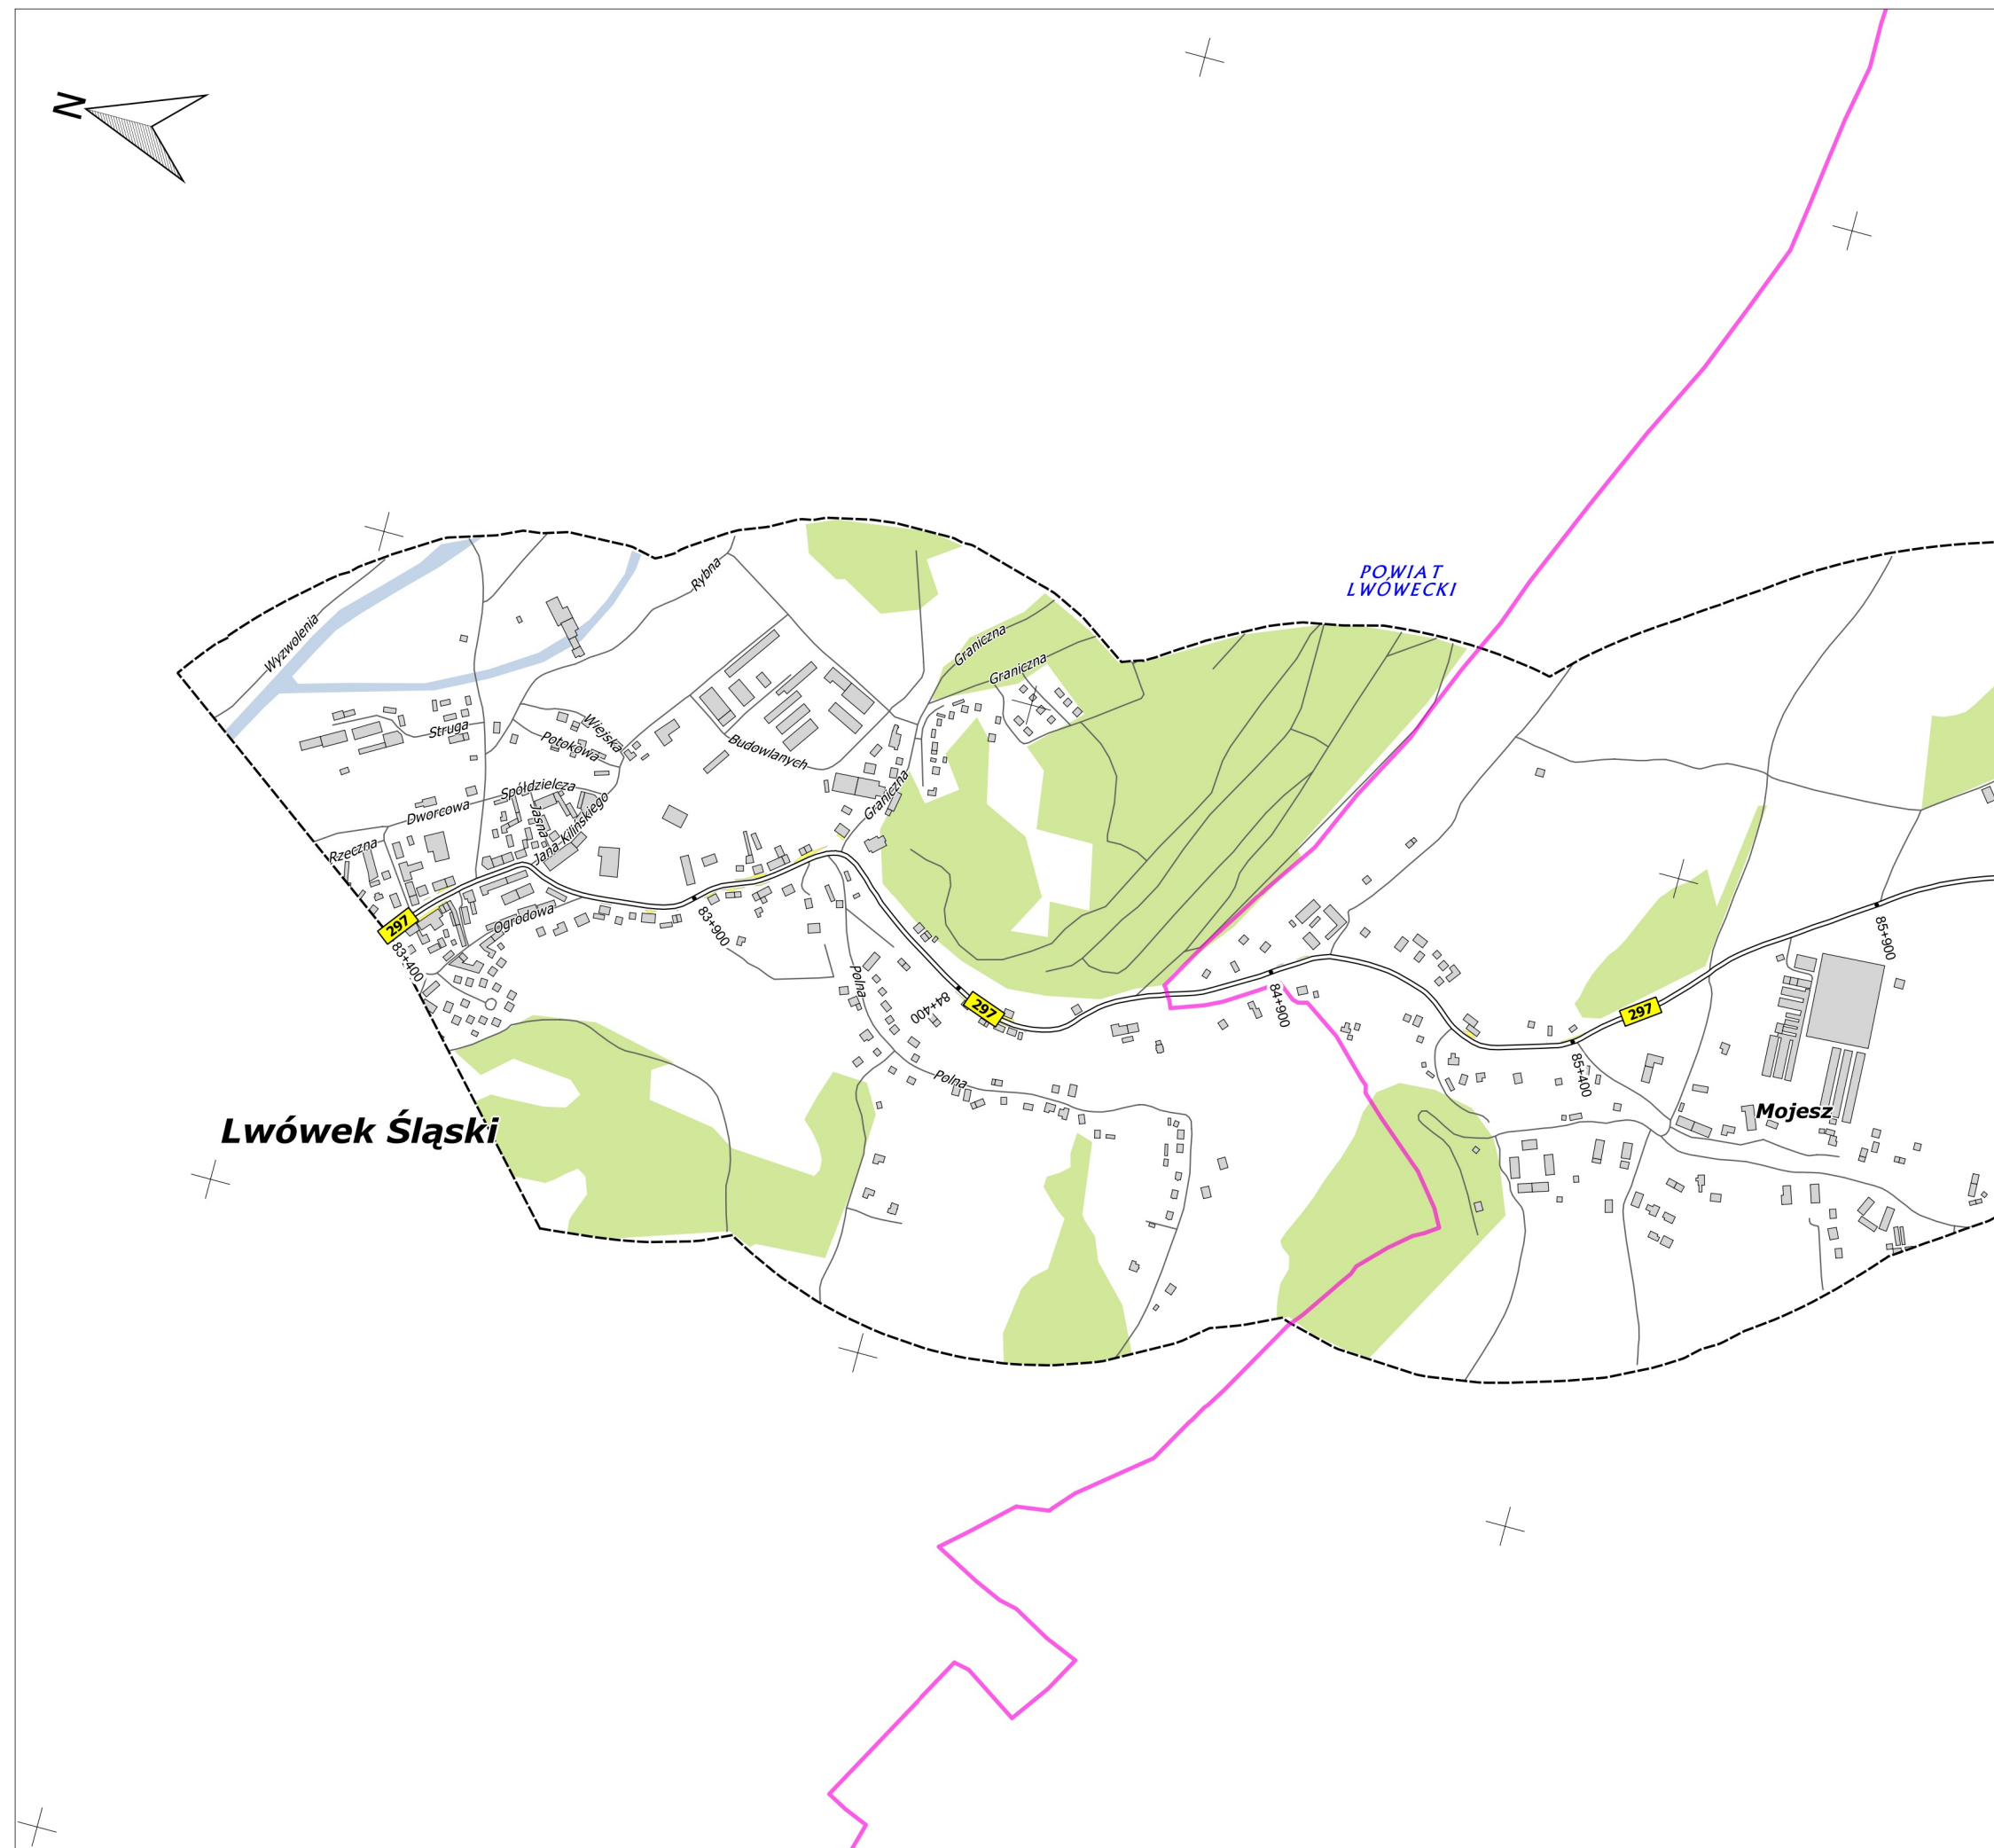 N
POWIAT
LWÓWECKI
Rybna
Wyzwolenia
Graniczna
Graniczna
Struga
Wiejska
Potokowa
Budowlanych
Spółdzielcza
Dworcowa
Jasna
Jana Kilińskiego
Graniczna
Rzeczna
Ogrodowa
297
83+400
83+900
Polna
84+400
297
84+900
297
85+900
85+400
Polna
Mojesz
Lwówek Śląski